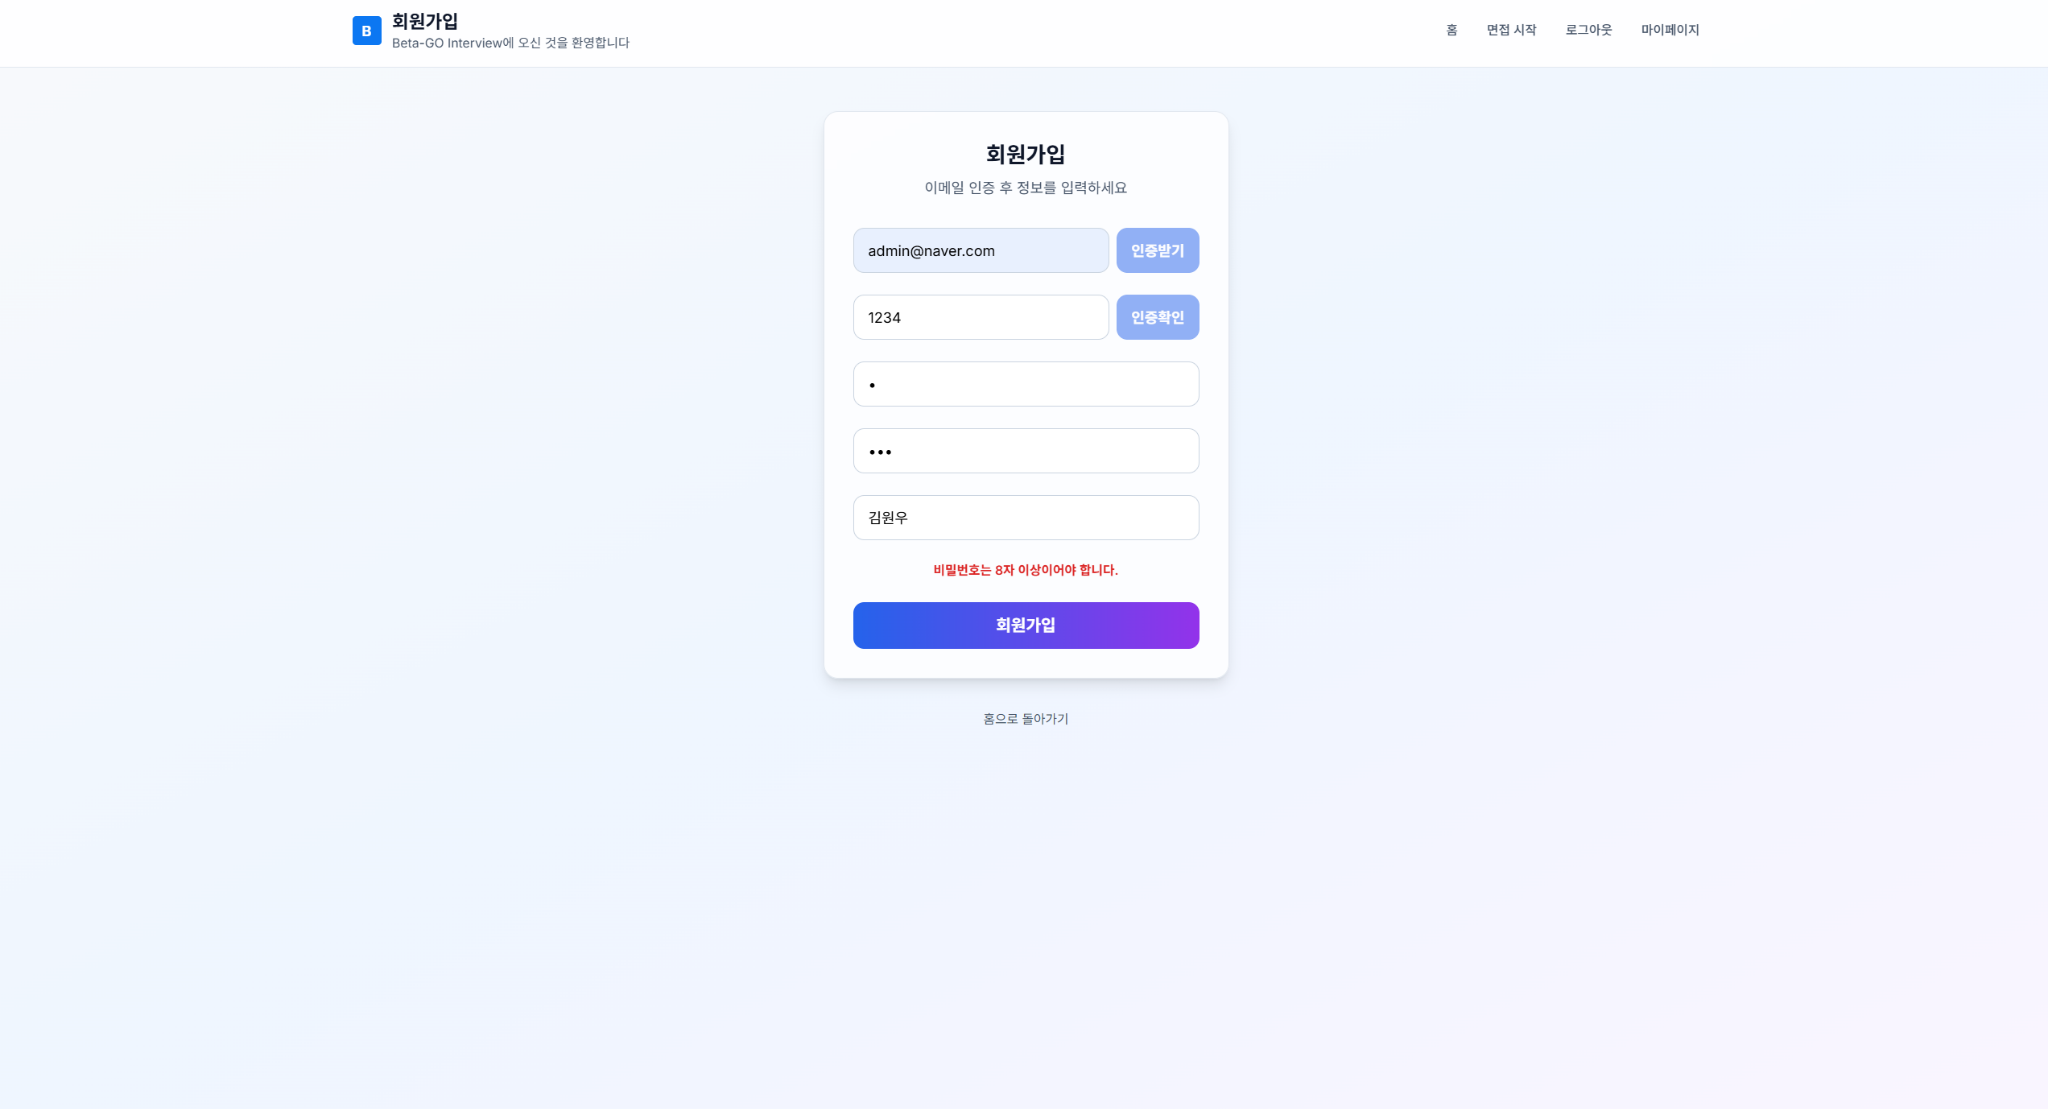 B
회원가입
Beta-GO Interview에 오신 것을 환영합니다
홈 면접 시작 로그아웃 마이페이지
회원가입
이메일 인증 후 정보를 입력하세요
admin@naver.com 인증받기
1234 인증확인
•
•••
김원우
비밀번호는 8자 이상이어야 합니다.
회원가입
홈으로 돌아가기